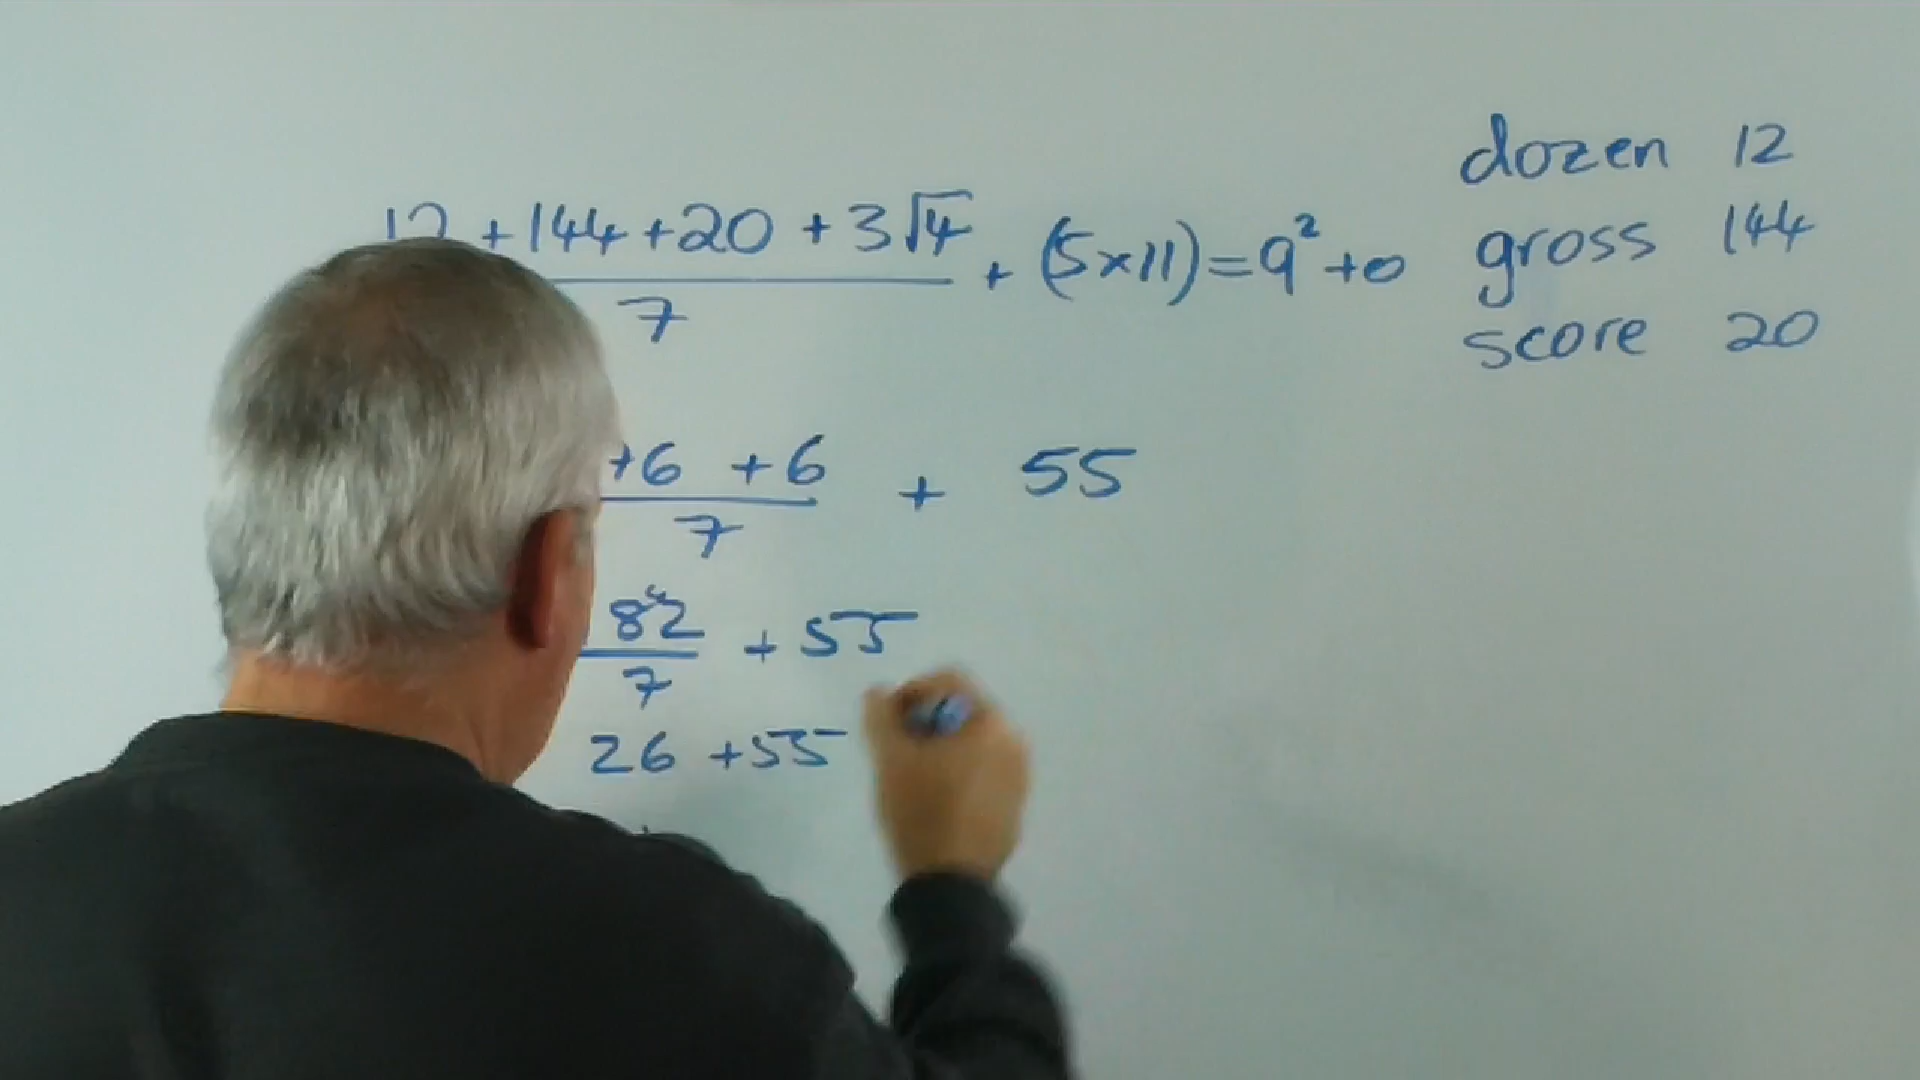 12 + 144 + 20 + 3√4
7
+ (5 x 11) = 9² + 0
dozen 12
gross 144
score 20
+6 +6
7
+ 55
82
7
+ 55
26 + 55